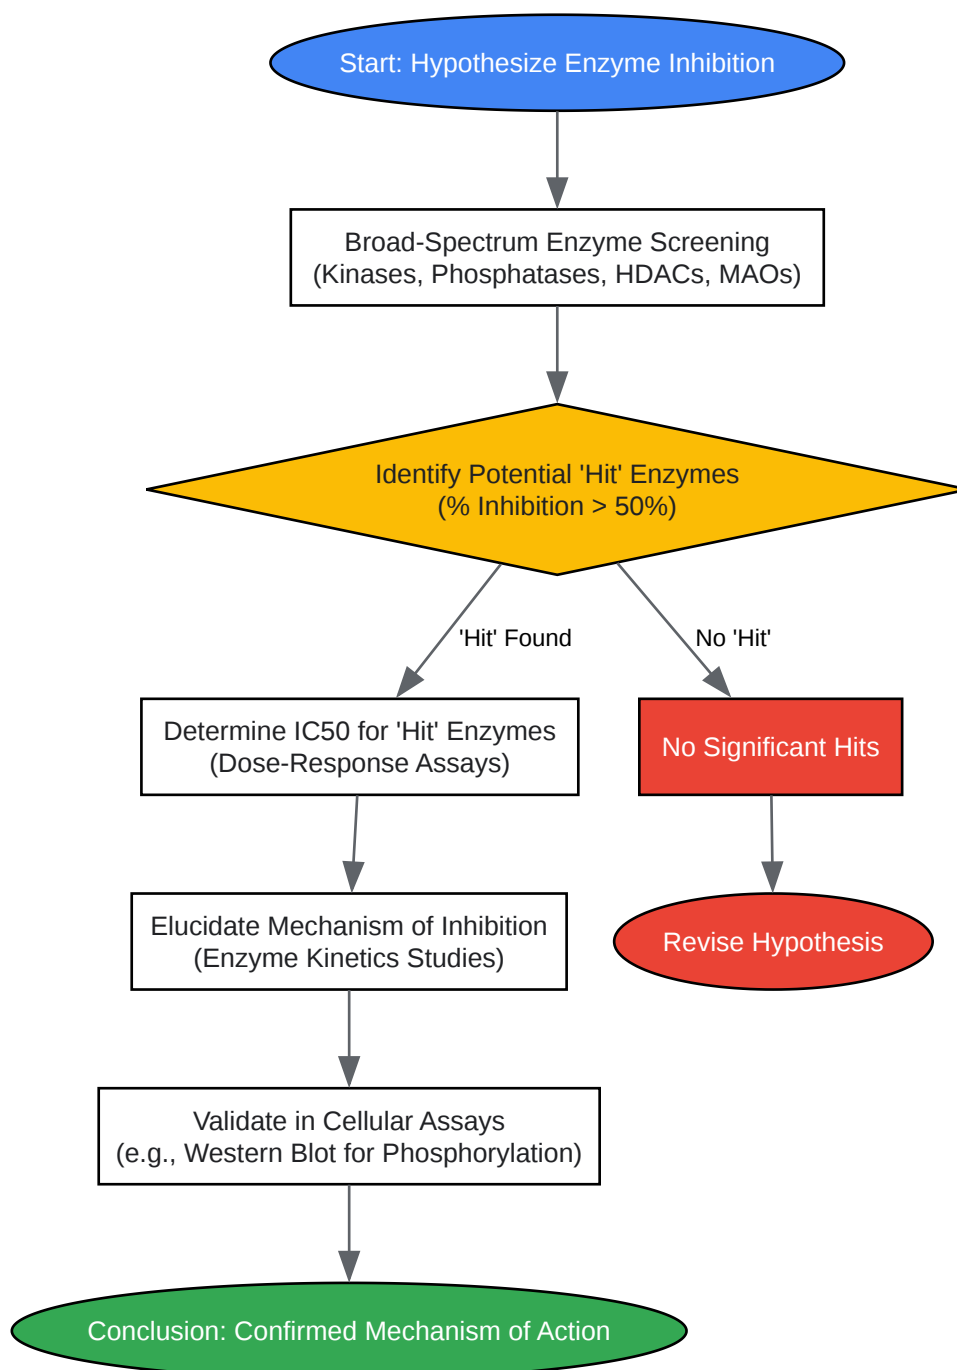 Start: Hypothesize Enzyme Inhibition
Broad-Spectrum Enzyme Screening
(Kinases, Phosphatases, HDACs, MAOs)
Identify Potential 'Hit' Enzymes
(% Inhibition > 50%)
'Hit' Found
No 'Hit'
Determine IC50 for 'Hit' Enzymes
(Dose-Response Assays)
No Significant Hits
Elucidate Mechanism of Inhibition
(Enzyme Kinetics Studies)
Revise Hypothesis
Validate in Cellular Assays
(e.g., Western Blot for Phosphorylation)
Conclusion: Confirmed Mechanism of Action